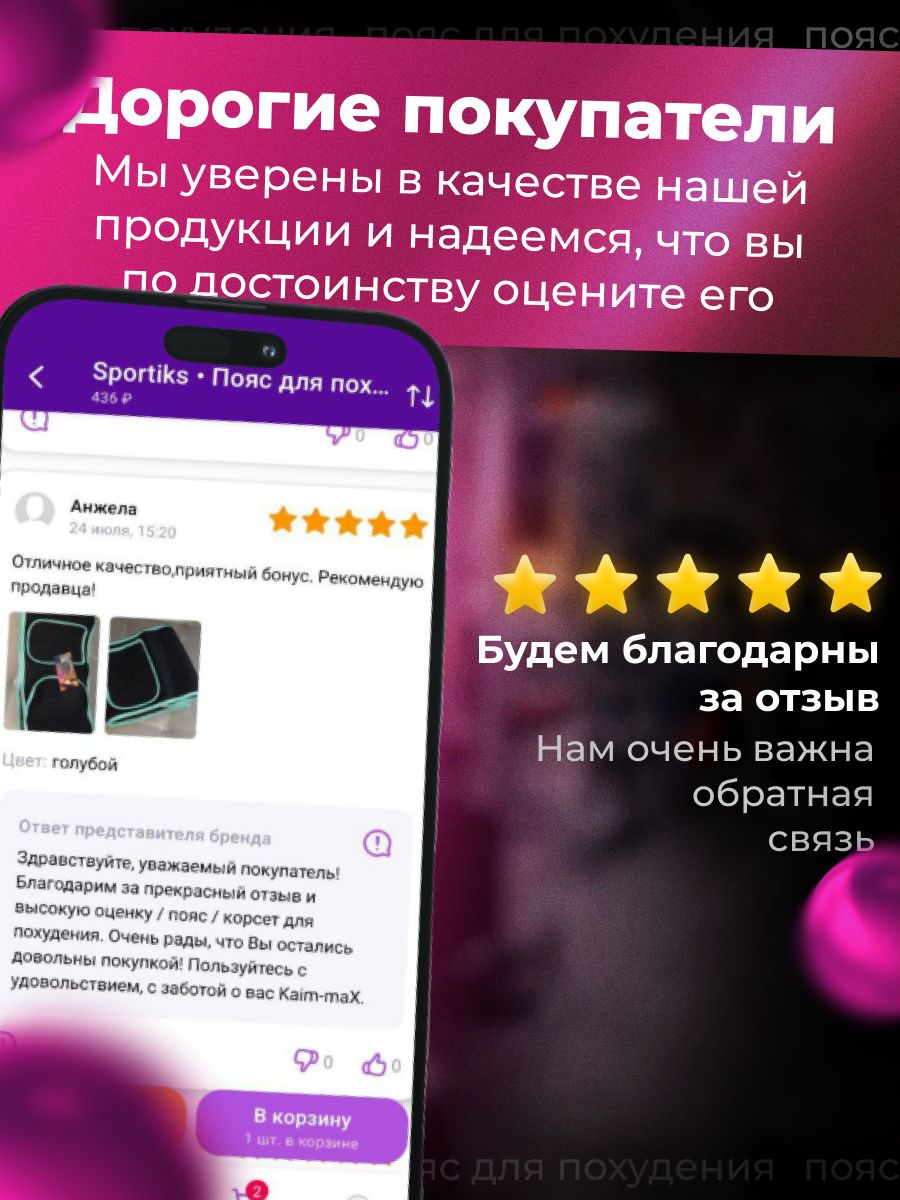 похудения пояс для похудения пояс
Дорогие покупатели
Мы уверены в качестве нашей
продукции и надеемся, что вы
по достоинству оцените его
Sportiks • Пояс для пох...
436 ₽
0 0
Анжела
24 июля, 15:20
Отличное качество,приятный бонус. Рекомендую
продавца!
Цвет: голубой
Ответ представителя бренда
Здравствуйте, уважаемый покупатель!
Благодарим за прекрасный отзыв и
высокую оценку / пояс / корсет для
похудения. Очень рады, что Вы остались
довольны покупкой! Пользуйтесь с
удовольствием, с заботой о вас Kaim-maX.
0 0
В корзину
1 шт. в корзине
2
Будем благодарны
за отзыв
Нам очень важна
обратная
связь
яс для похудения пояс